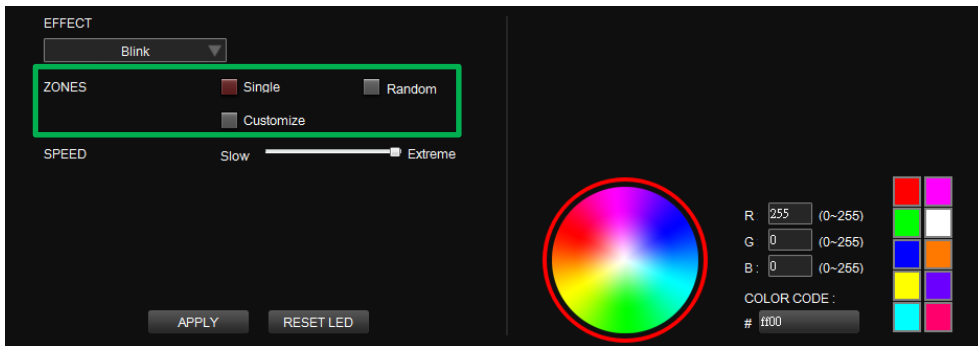 EFFECT
Blink
ZONES Single Random
Customize
SPEED Slow Extreme
APPLY RESET LED
R : 255 (0~255)
G : 0 (0~255)
B : 0 (0~255)
COLOR CODE :
# ff00